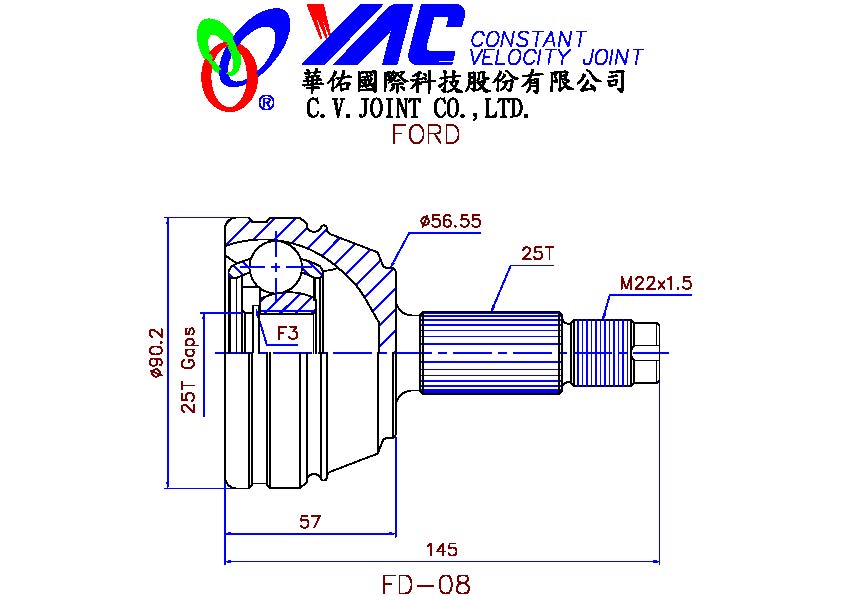 YAC CONSTANT
VELOCITY JOINT
®
華佑國際科技股份有限公司
C.V.JOINT CO.,LTD.
FORD
ø56.55
25T
M22x1.5
ø90.2
25T Gaps
F3
57
145
FD-08